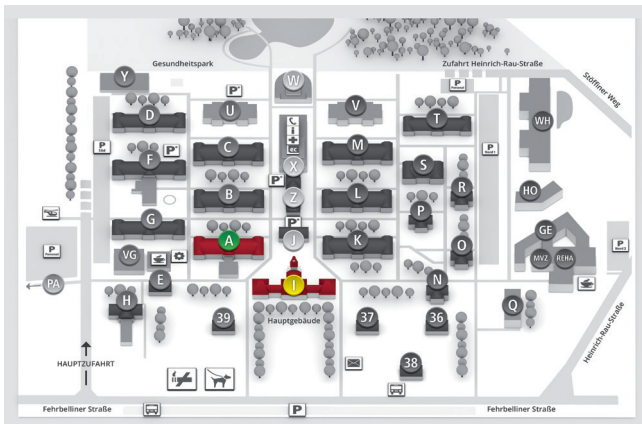 Gesundheitspark
Zufahrt Heinrich-Rau-Straße
Stöffiner Weg
Y
W
D
U
P
V
T
WH
i
EC
C
M
F
P
X
S
R
P
HO
B
Z
L
P
P
G
A
J
K
O
GE
VG
MVZ
REHA
P
PA
E
I
N
H
Q
39
Hauptgebäude
37
36
38
HAUPTZUFAHRT
Heinrich-Rau-Straße
Fehrbelliner Straße
P
Fehrbelliner Straße